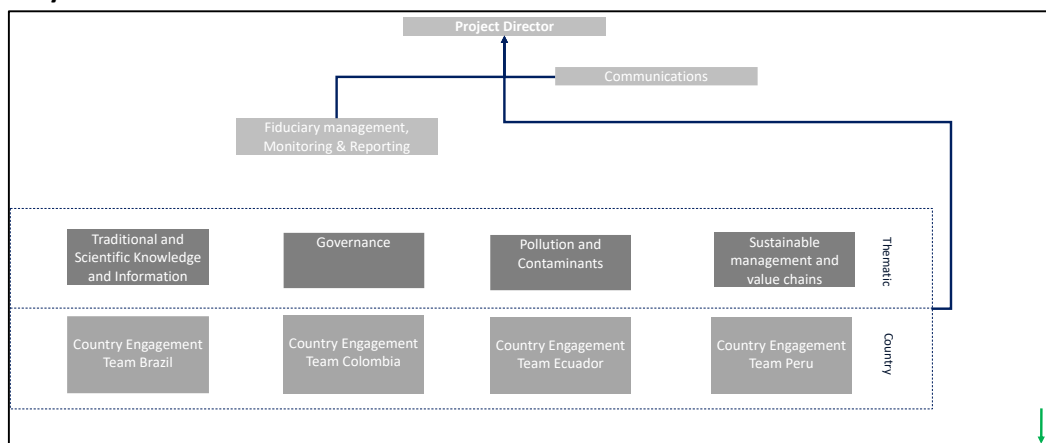 Project Director
Communications
Fiduciary management,
Monitoring & Reporting
Traditional and
Scientific Knowledge
and Information
Governance
Pollution and
Contaminants
Sustainable
management and
value chains
Thematic
Country Engagement
Team Brazil
Country Engagement
Team Colombia
Country Engagement
Team Ecuador
Country Engagement
Team Peru
Country